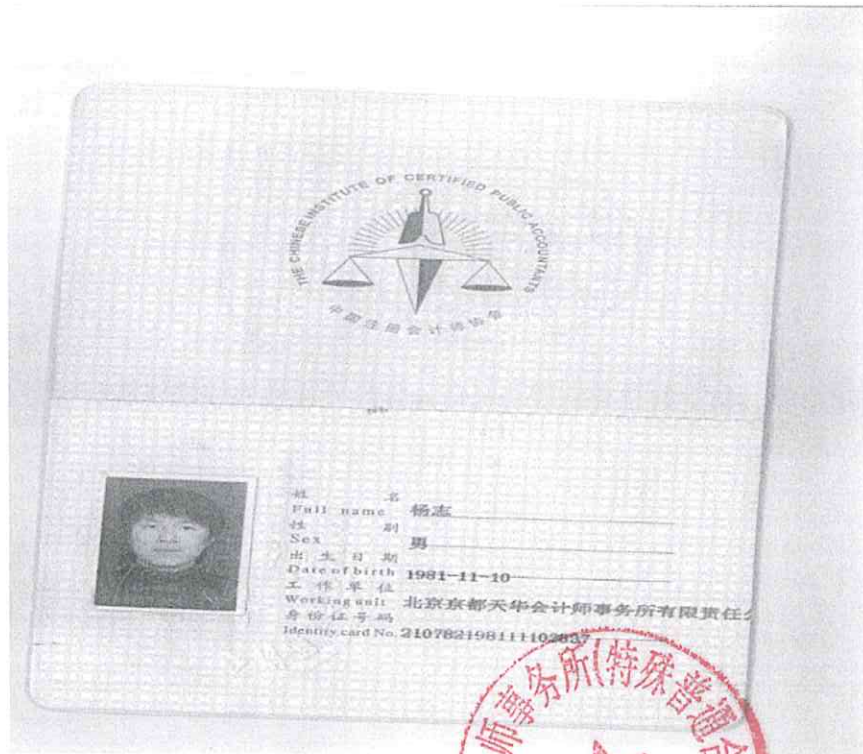 THE CHINESE INSTITUTE OF CERTIFIED PUBLIC ACCOUNTANTS
中国注册会计师协会
姓 名
Full name 杨志
性 别
Sex 男
出生日期
Date of birth 1981-11-10
工作单位
Working unit 北京京都天华会计师事务所有限责任
身份证号码
Identity card No. 210782198111102837
师事务所(特殊普通合